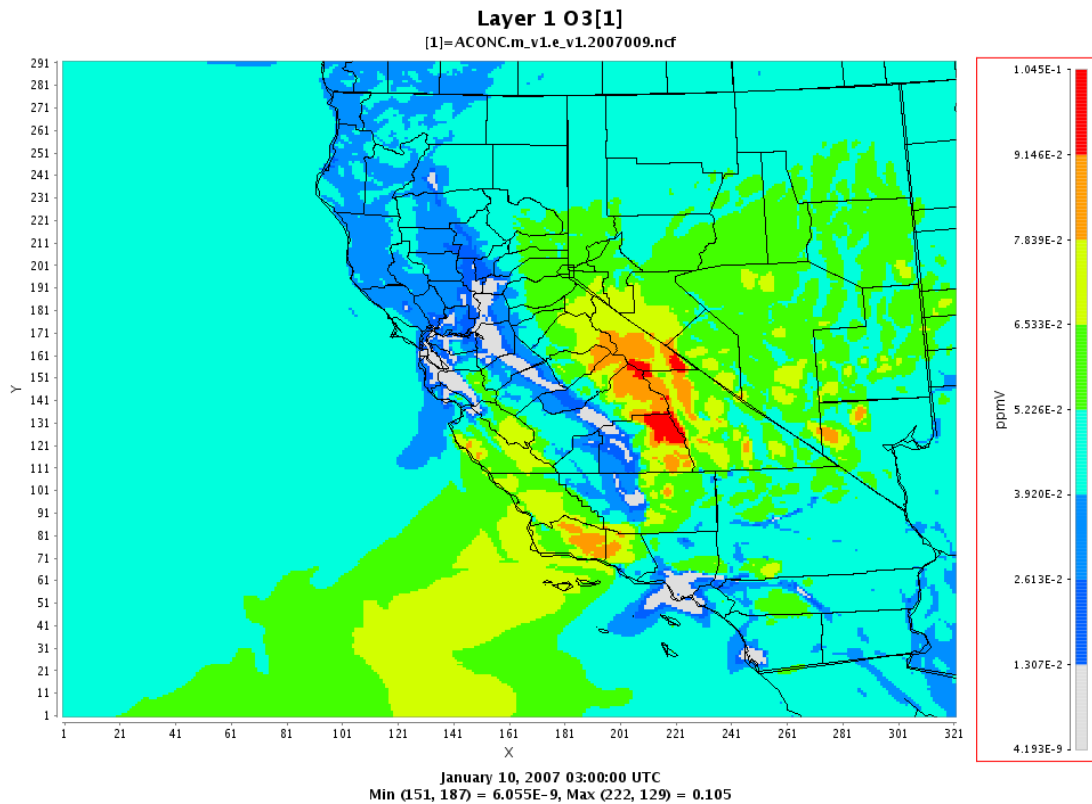 Layer 1 O3[1]
[1]=ACONC.m_v1.e_v1.2007009.ncf
291
281
271
261
251
241
231
221
211
201
191
181
171
161
151
141
131
121
111
101
91
81
71
61
51
41
31
21
11
1
Y
1 21 41 61 81 101 121 141 161 181 201 221 241 261 281 301 321
X
1.045E-1
9.146E-2
7.839E-2
6.533E-2
5.226E-2
3.920E-2
2.613E-2
1.307E-2
4.193E-9
ppmV
January 10, 2007 03:00:00 UTC
Min (151, 187) = 6.055E-9, Max (222, 129) = 0.105